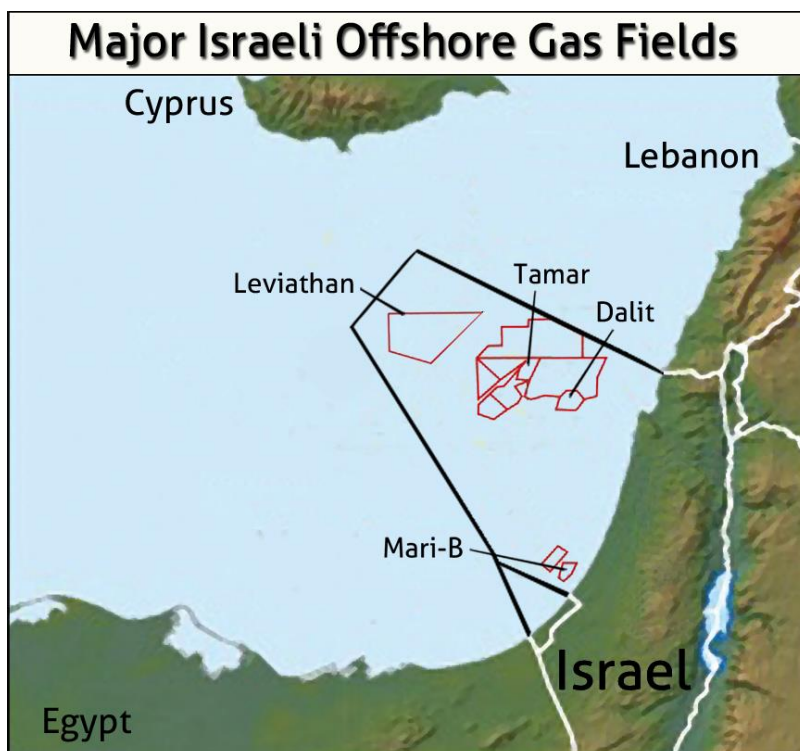 Major Israeli Offshore Gas Fields
Cyprus
Lebanon
Leviathan
Tamar
Dalit
Mari-B
Israel
Egypt